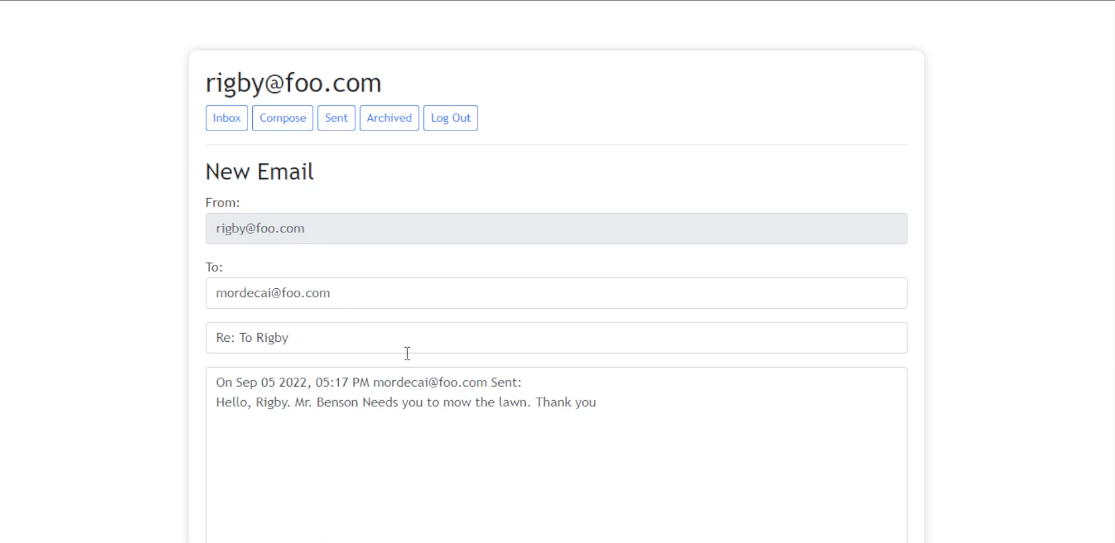 rigby@foo.com
Inbox Compose Sent Archived Log Out
New Email
From:
rigby@foo.com
To:
mordecai@foo.com
Re: To Rigby
On Sep 05 2022, 05:17 PM mordecai@foo.com Sent:
Hello, Rigby. Mr. Benson Needs you to mow the lawn. Thank you